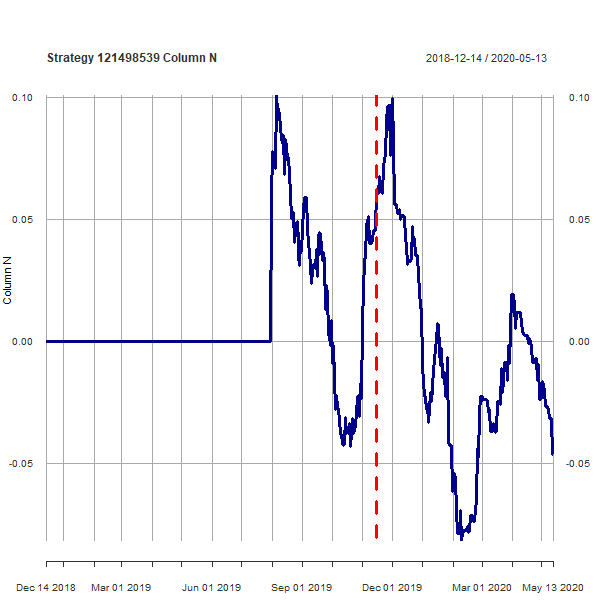 Strategy 121498539 Column N
2018-12-14 / 2020-05-13
0.10 0.10
0.05 0.05
0.00 0.00
-0.05 -0.05
Column N
Dec 14 2018 Mar 01 2019 Jun 01 2019 Sep 01 2019 Dec 01 2019 Mar 01 2020 May 13 2020